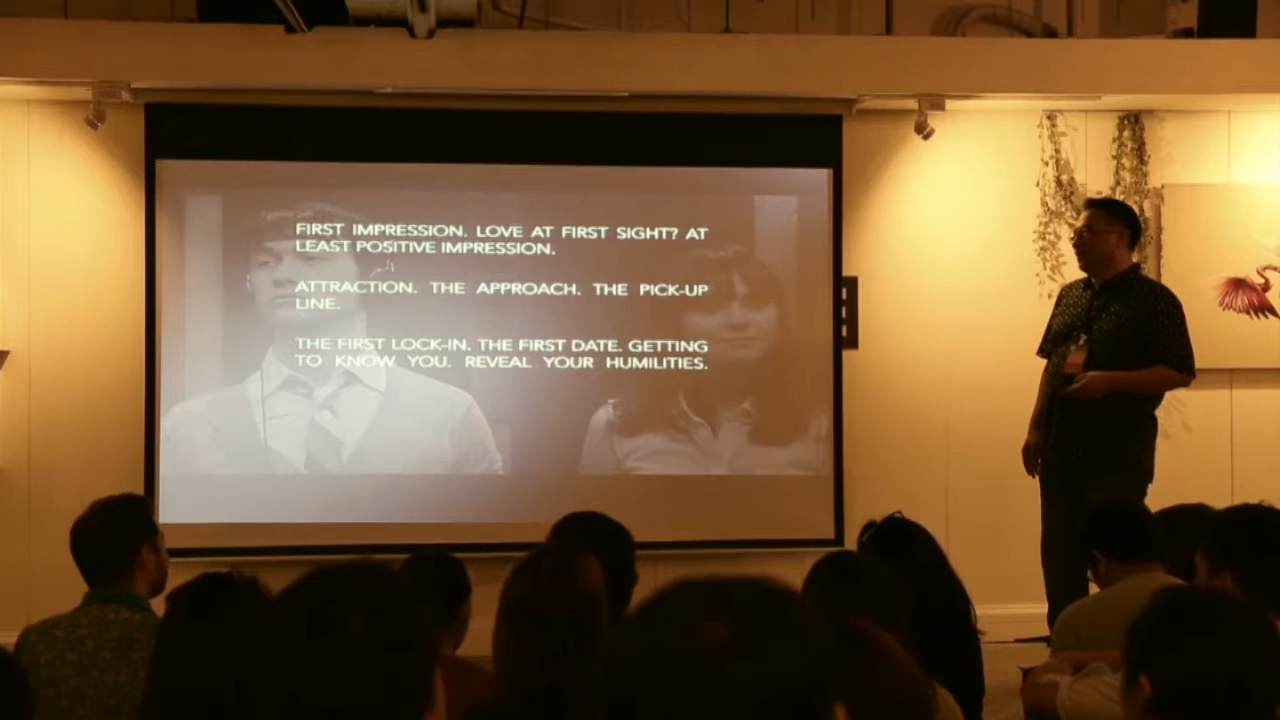 FIRST IMPRESSION. LOVE AT FIRST SIGHT? AT
LEAST POSITIVE IMPRESSION.
ATTRACTION. THE APPROACH. THE PICK-UP
LINE.
THE FIRST LOCK-IN. THE FIRST DATE. GETTING
TO KNOW YOU. REVEAL YOUR HUMILITIES.